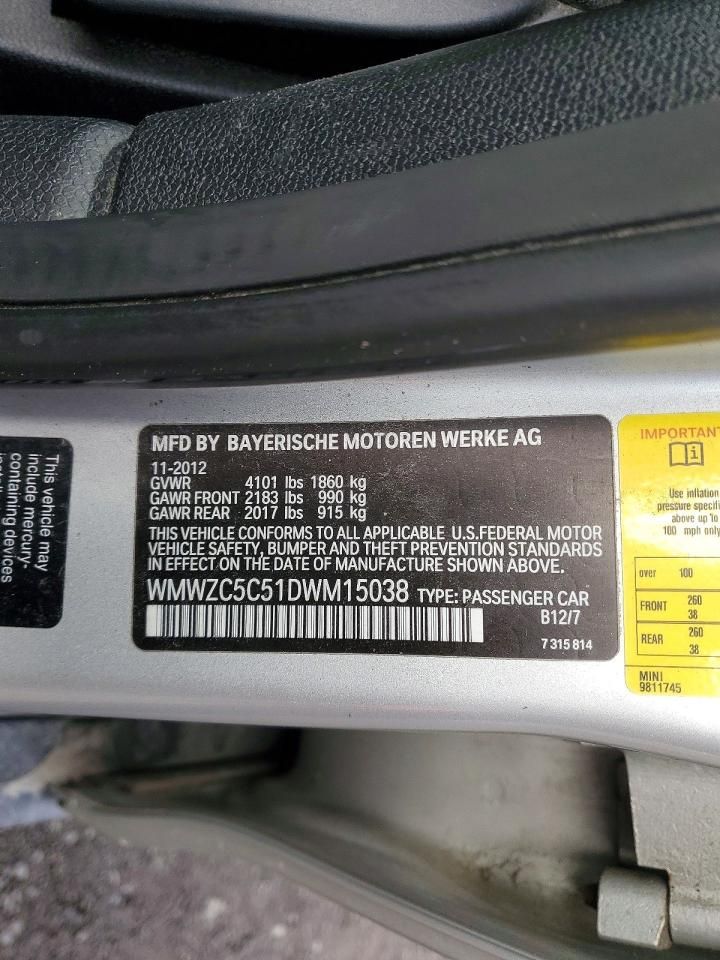 This vehicle may
include mercury-
containing devices
MFD BY BAYERISCHE MOTOREN WERKE AG
11-2012
GVWR 4101 lbs 1860 kg
GAWR FRONT 2183 lbs 990 kg
GAWR REAR 2017 lbs 915 kg
THIS VEHICLE CONFORMS TO ALL APPLICABLE U.S.FEDERAL MOTOR
VEHICLE SAFETY, BUMPER AND THEFT PREVENTION STANDARDS
IN EFFECT ON THE DATE OF MANUFACTURE SHOWN ABOVE.
WMWZC5C51DWM15038 TYPE: PASSENGER CAR
B12/7
7 315 814
IMPORTANT
Use inflation
pressure specifi
above up to
100 mph only
over 100
FRONT 260
38
REAR 260
38
MINI
9811745